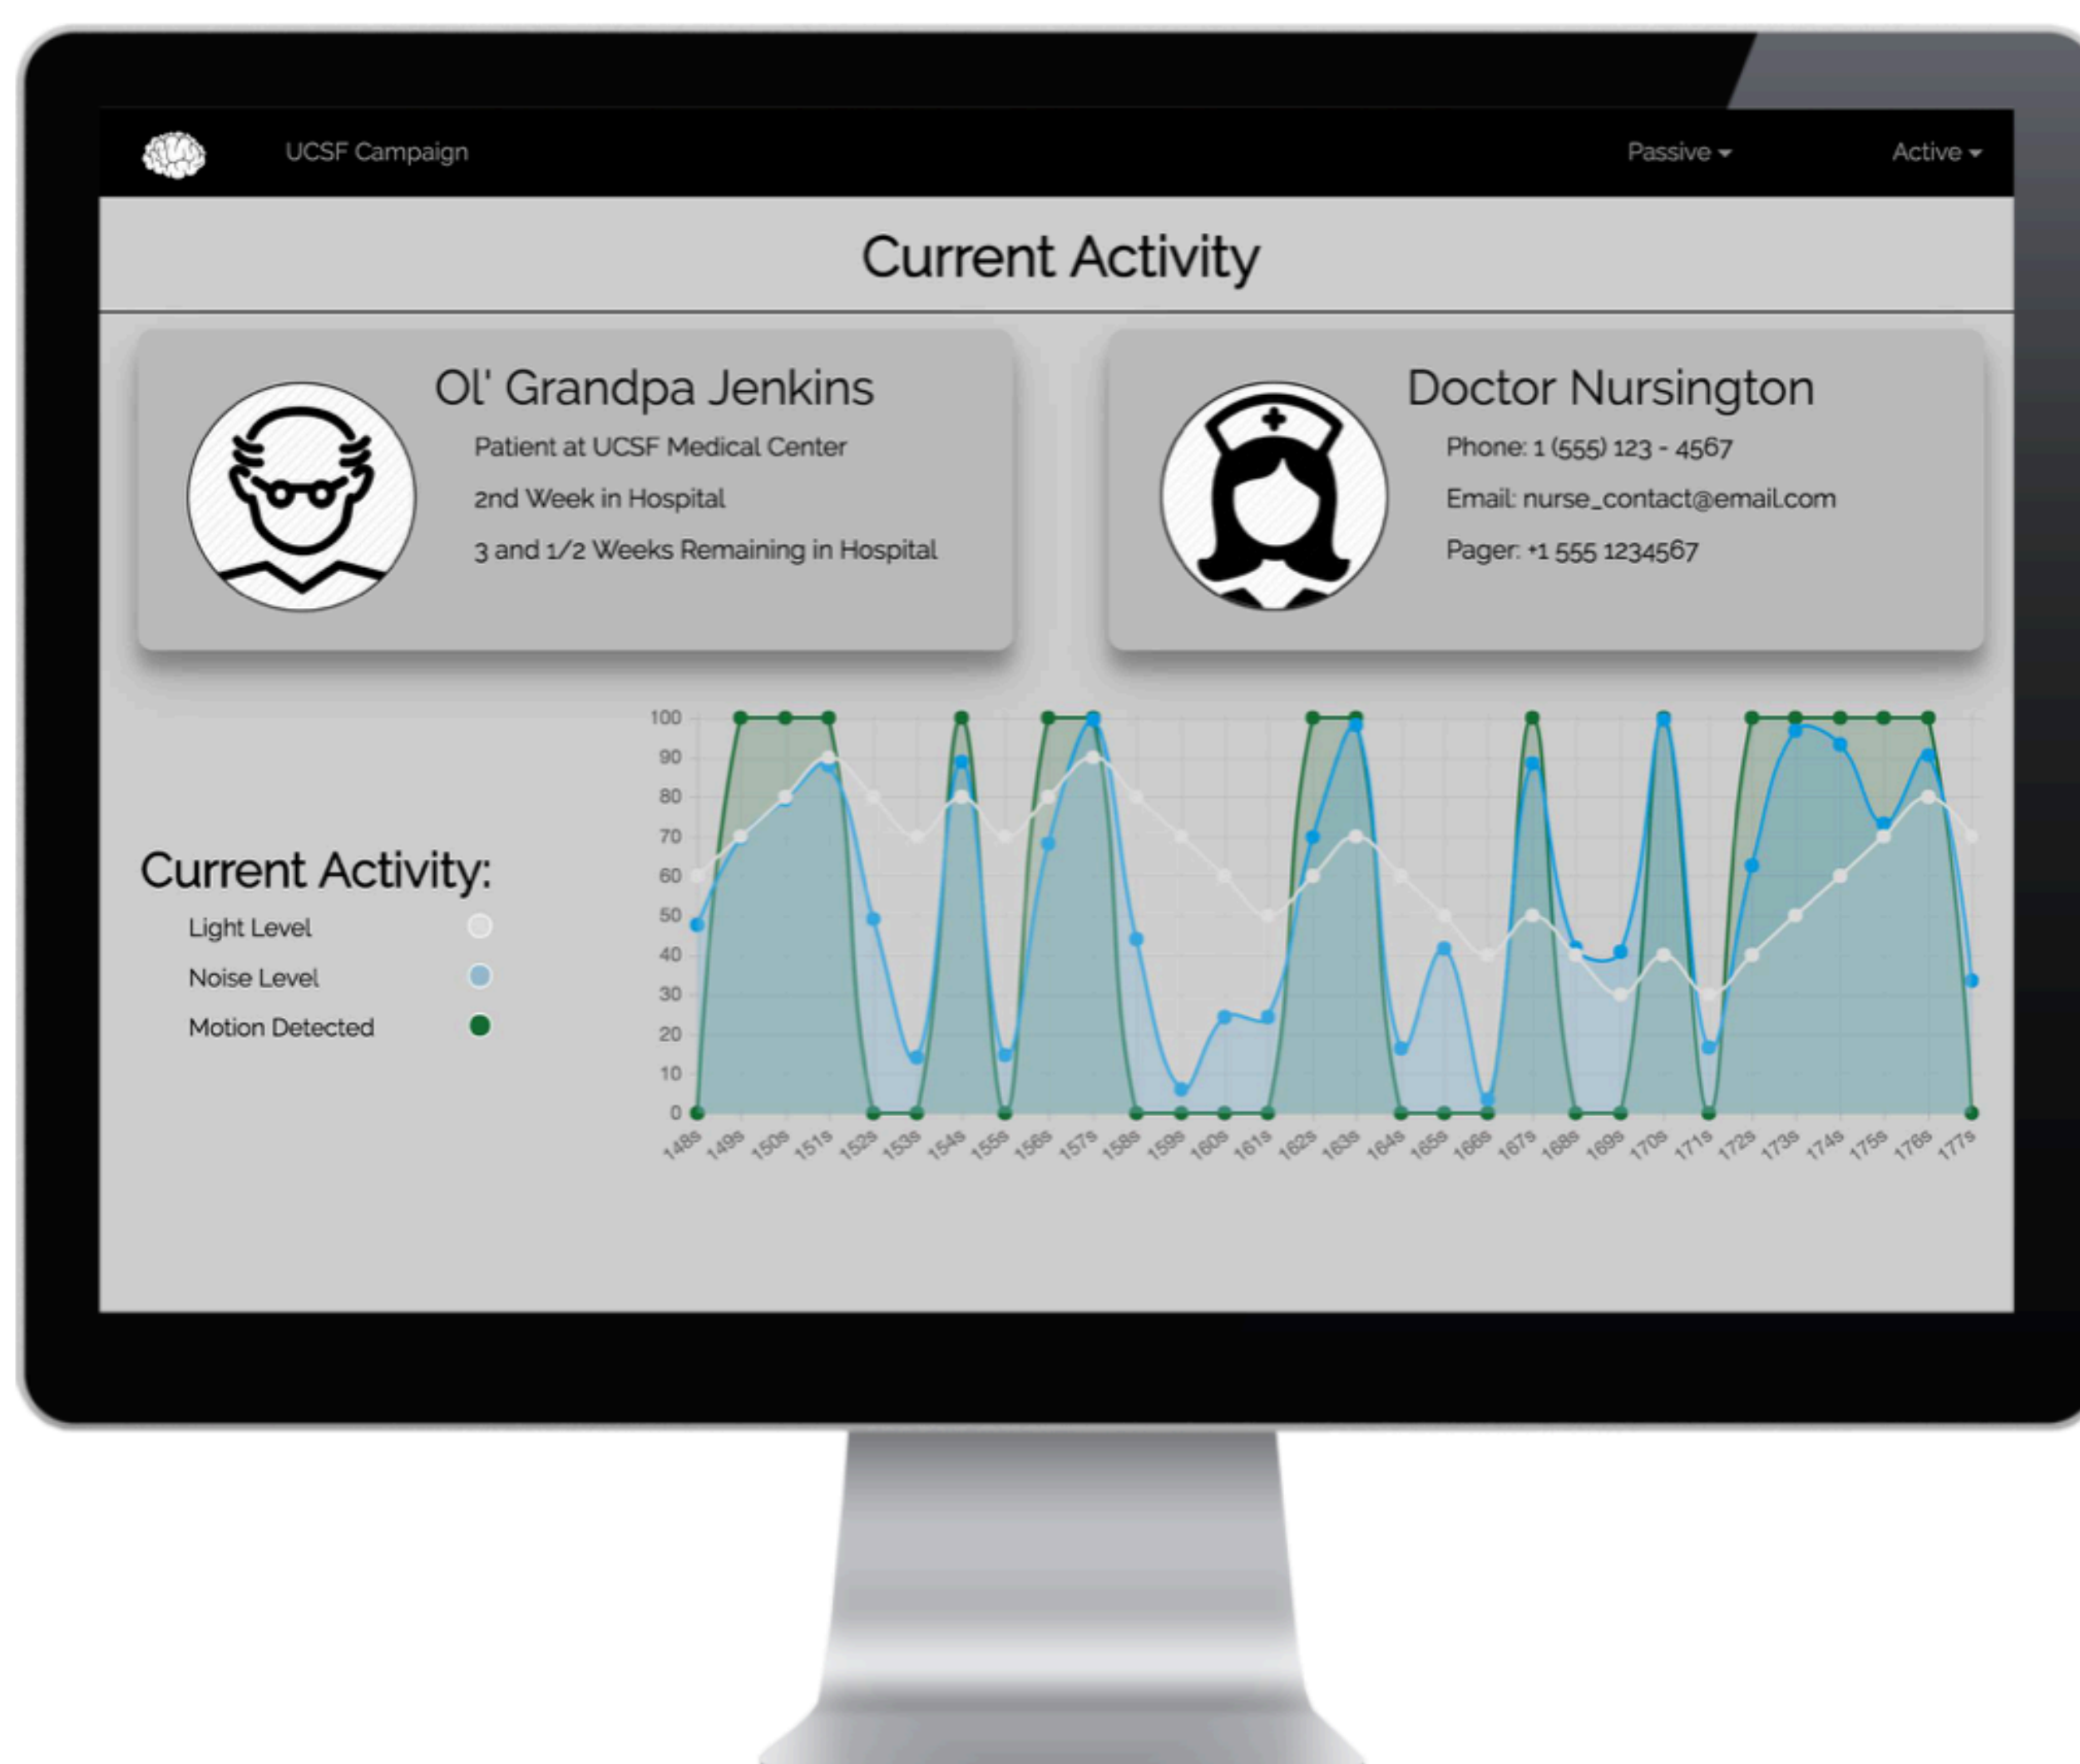 UCSF Campaign
Passive
Active
Current Activity
Ol' Grandpa Jenkins
Patient at UCSF Medical Center
2nd Week in Hospital
3 and 1/2 Weeks Remaining in Hospital
Doctor Nursington
Phone: 1 (555) 123 - 4567
Email: nurse_contact@email.com
Pager: +1 555 1234567
Current Activity:
Light Level
Noise Level
Motion Detected
100
90
80
70
60
50
40
30
20
10
0
148s 149s 150s 151s 152s 153s 154s 155s 156s 157s 158s 159s 160s 161s 162s 163s 164s 165s 166s 167s 168s 169s 170s 171s 172s 173s 174s 175s 176s 177s